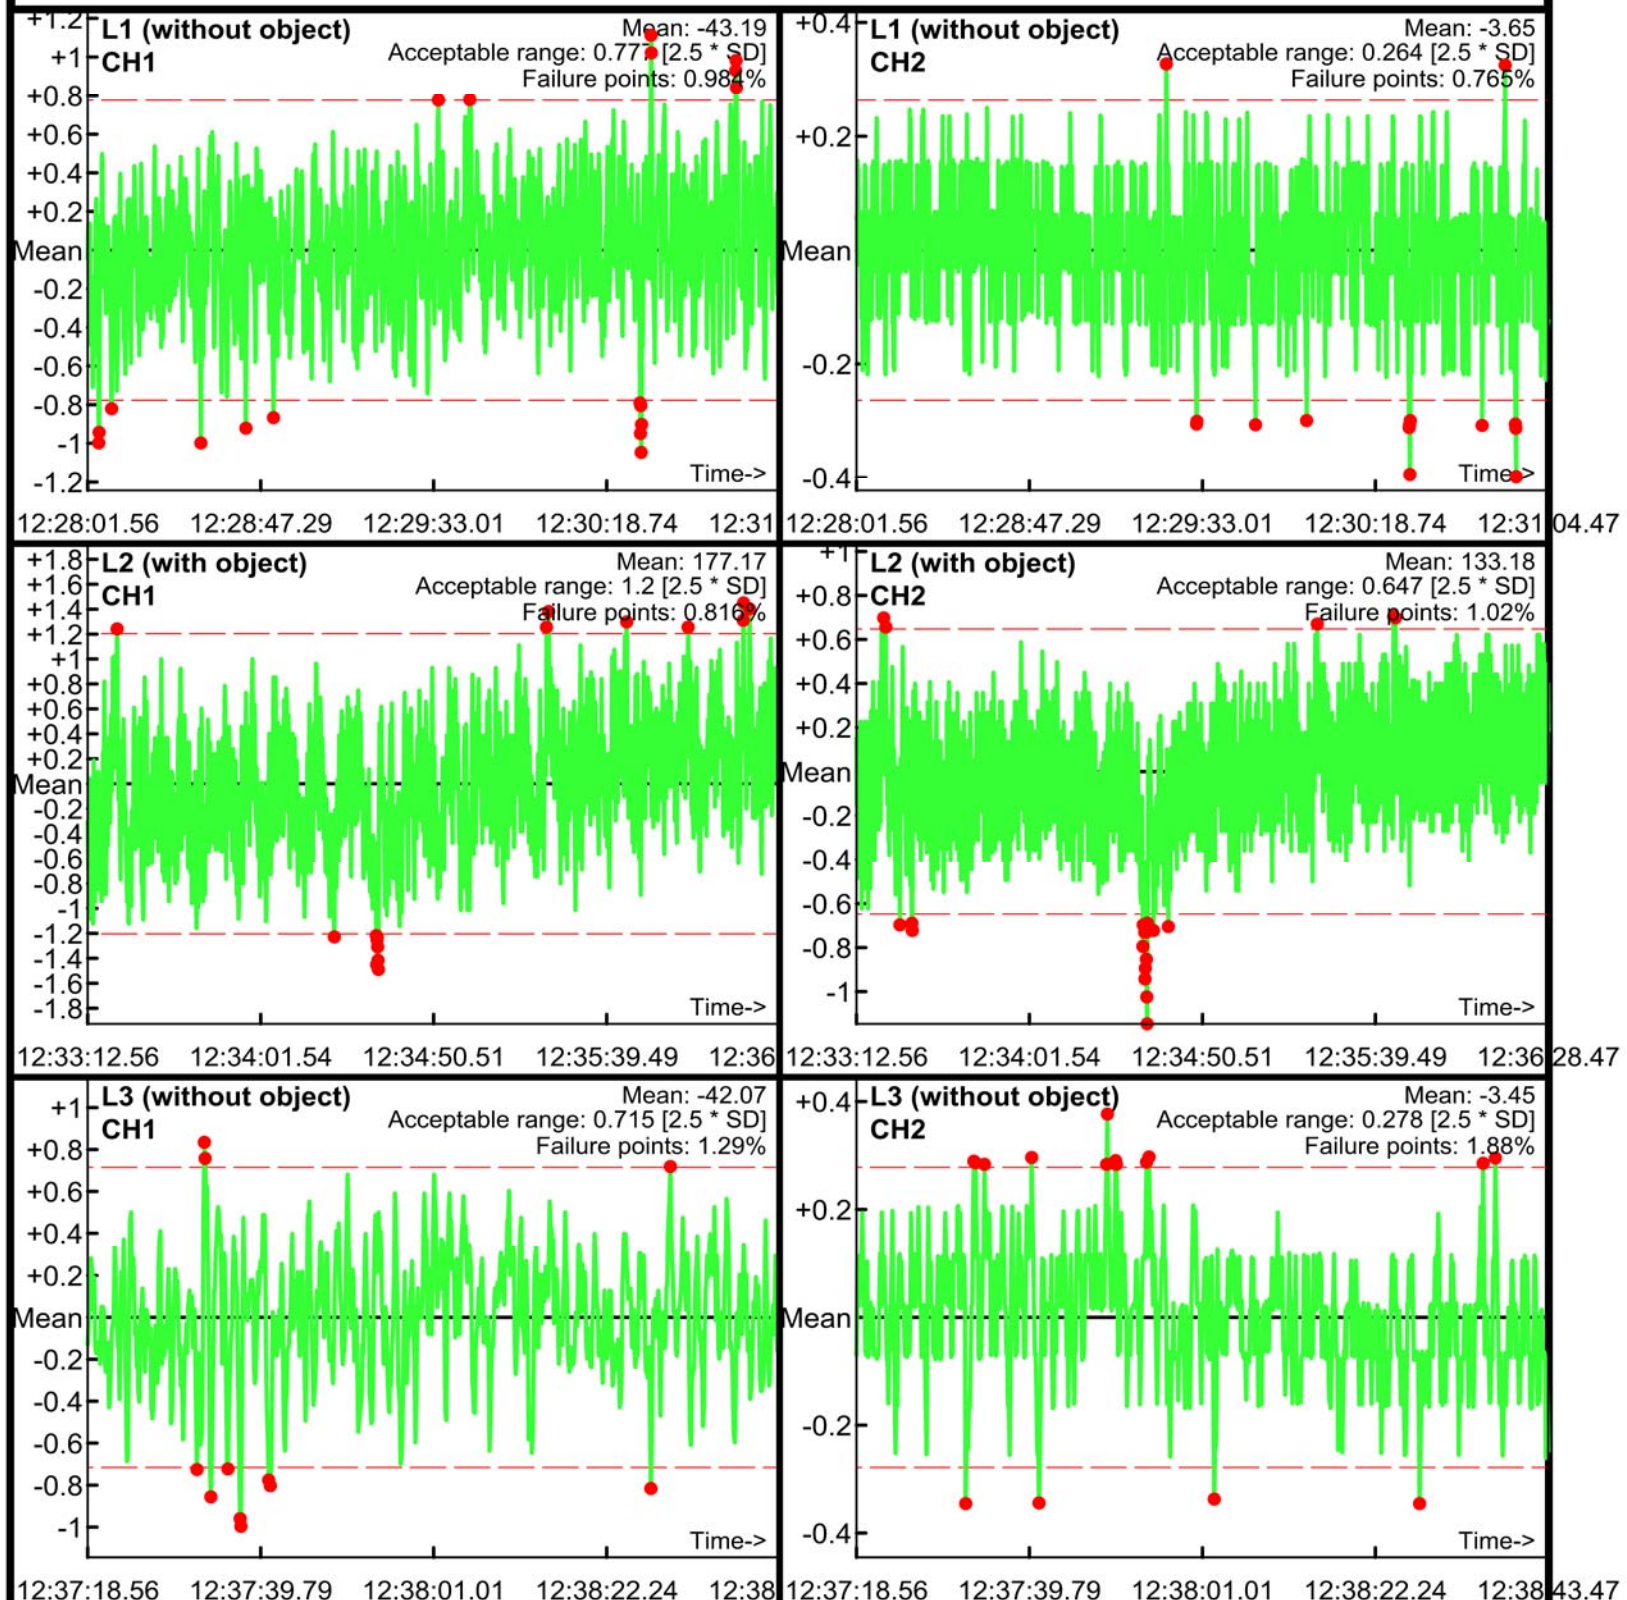 L1 (without object)
CH1
Mean: -43.19
Acceptable range: 0.777 [2.5 * SD]
Failure points: 0.984%
+1.2
+1
+0.8
+0.6
+0.4
+0.2
Mean
-0.2
-0.4
-0.6
-0.8
-1
-1.2
Time->
12:28:01.56 12:28:47.29 12:29:33.01 12:30:18.74 12:31
L1 (without object)
CH2
Mean: -3.65
Acceptable range: 0.264 [2.5 * SD]
Failure points: 0.765%
+0.4
+0.2
Mean
-0.2
-0.4
Time->
12:28:01.56 12:28:47.29 12:29:33.01 12:30:18.74 12:31:04.47
L2 (with object)
CH1
Mean: 177.17
Acceptable range: 1.2 [2.5 * SD]
Failure points: 0.816%
+1.8
+1.6
+1.4
+1.2
+1
+0.8
+0.6
+0.4
+0.2
Mean
-0.2
-0.4
-0.6
-0.8
-1
-1.2
-1.4
-1.6
-1.8
Time->
12:33:12.56 12:34:01.54 12:34:50.51 12:35:39.49 12:36
L2 (with object)
CH2
Mean: 133.18
Acceptable range: 0.647 [2.5 * SD]
Failure points: 1.02%
+1
+0.8
+0.6
+0.4
+0.2
Mean
-0.2
-0.4
-0.6
-0.8
-1
Time->
12:33:12.56 12:34:01.54 12:34:50.51 12:35:39.49 12:36:28.47
L3 (without object)
CH1
Mean: -42.07
Acceptable range: 0.715 [2.5 * SD]
Failure points: 1.29%
+1
+0.8
+0.6
+0.4
+0.2
Mean
-0.2
-0.4
-0.6
-0.8
-1
Time->
12:37:18.56 12:37:39.79 12:38:01.01 12:38:22.24 12:38
L3 (without object)
CH2
Mean: -3.45
Acceptable range: 0.278 [2.5 * SD]
Failure points: 1.88%
+0.4
+0.2
Mean
-0.2
-0.4
Time->
12:37:18.56 12:37:39.79 12:38:01.01 12:38:22.24 12:38:43.47